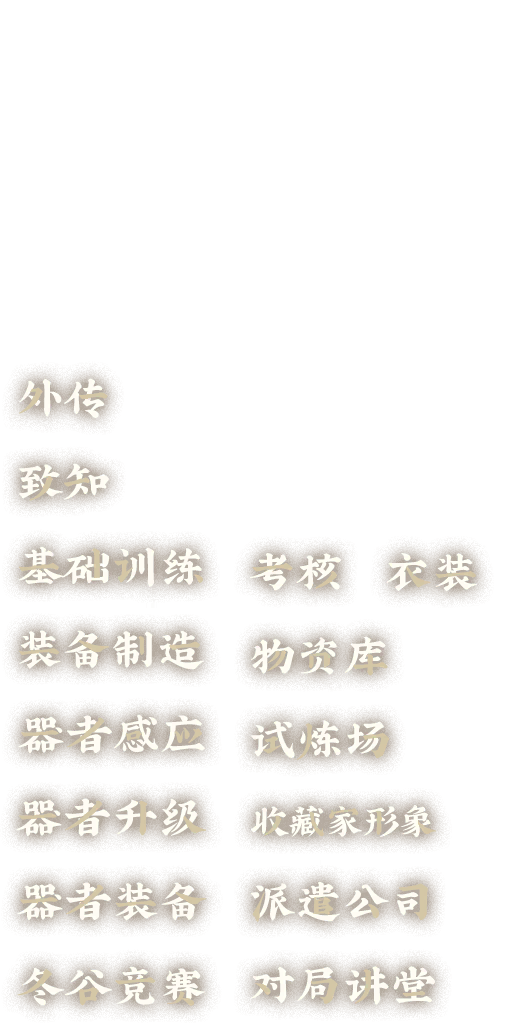 外传
致知
基础训练
考核
衣装
装备制造
物资库
器者感应
试炼场
器者升级
收藏家形象
器者装备
派遣公司
冬谷竞赛
对局讲堂